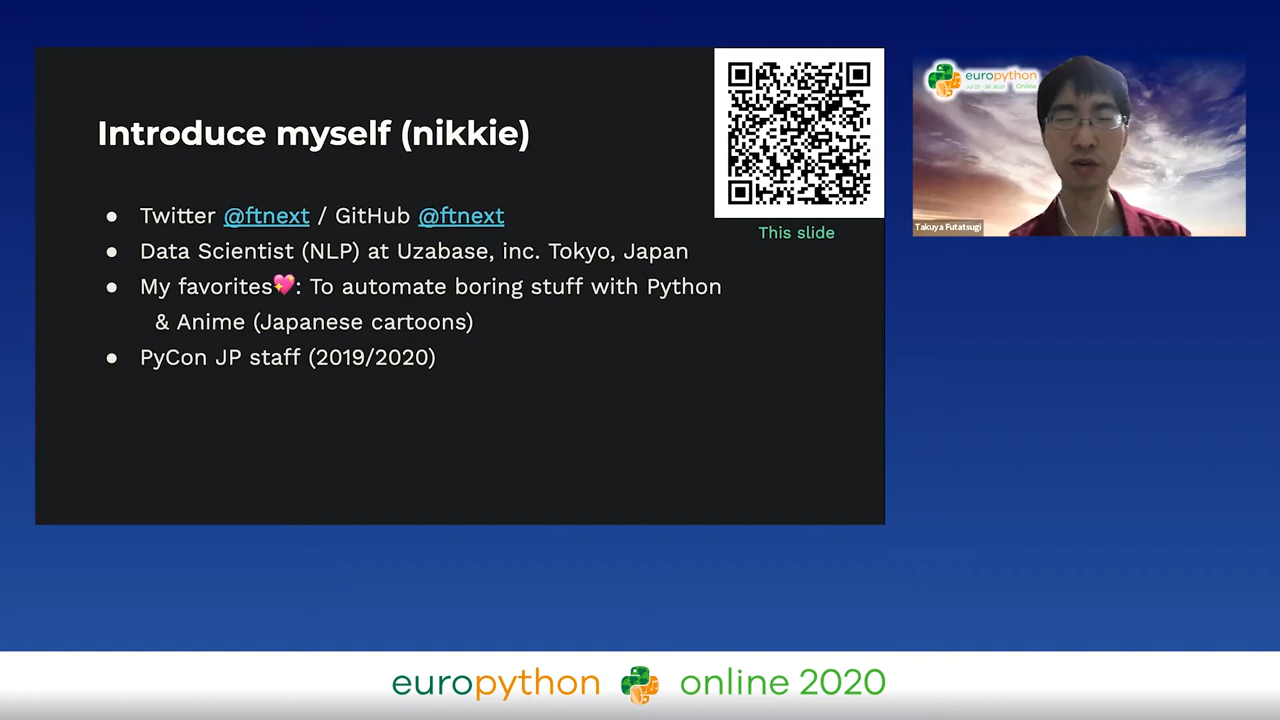 Introduce myself (nikkie)
● Twitter @ftnext / GitHub @ftnext
● Data Scientist (NLP) at Uzabase, inc. Tokyo, Japan
● My favorites💖: To automate boring stuff with Python
& Anime (Japanese cartoons)
● PyCon JP staff (2019/2020)
This slide
europython
Online
Takuya Futatsugi
europython online 2020